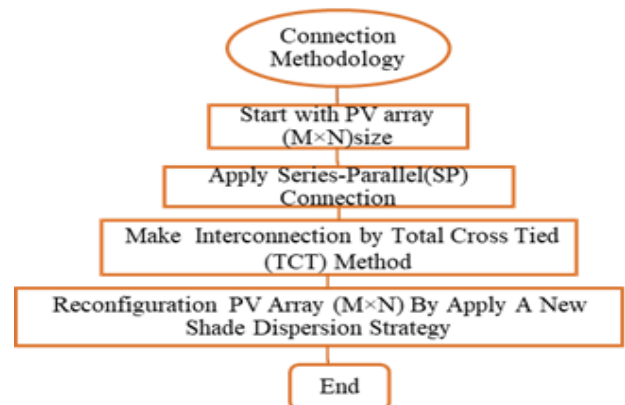 Connection
Methodology
Start with PV array
(M×N)size
Apply Series-Parallel(SP)
Connection
Make Interconnection by Total Cross Tied
(TCT) Method
Reconfiguration PV Array (M×N) By Apply A New
Shade Dispersion Strategy
End